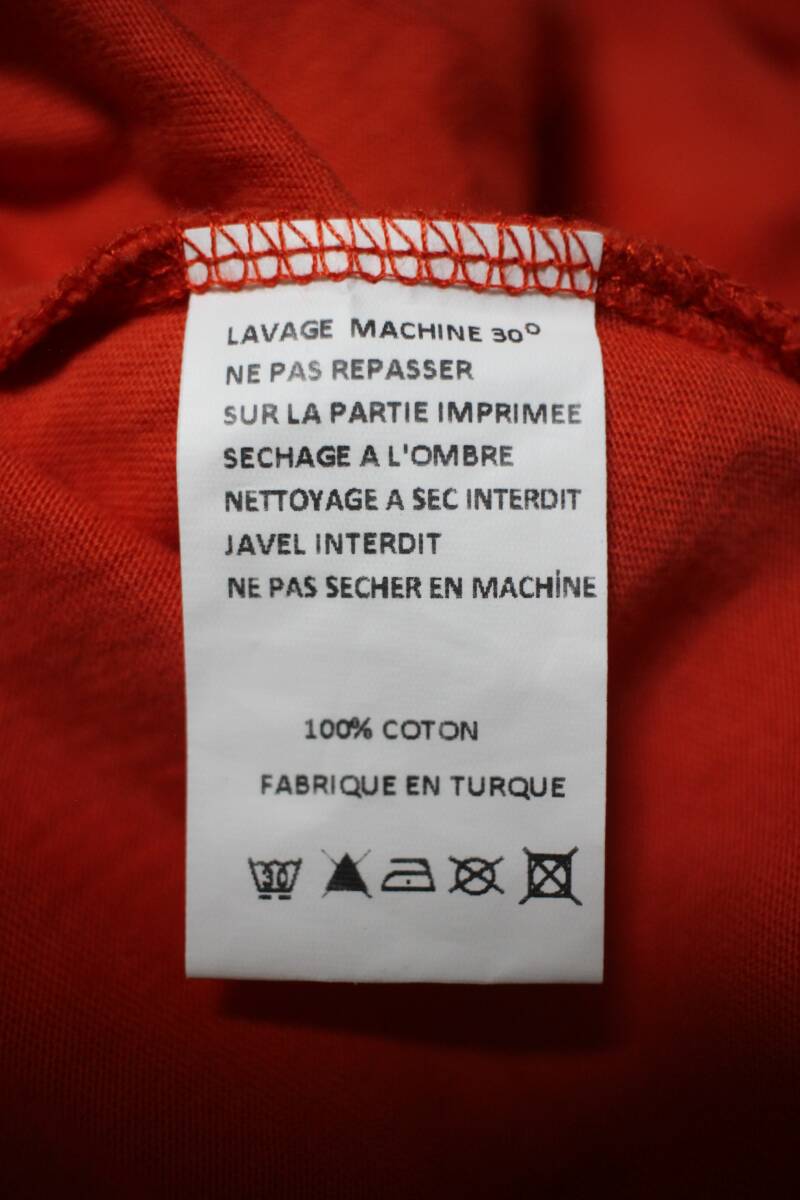 LAVAGE MACHINE 30°
NE PAS REPASSER
SUR LA PARTIE IMPRIMEE
SECHAGE A L'OMBRE
NETTOYAGE A SEC INTERDIT
JAVEL INTERDIT
NE PAS SECHER EN MACHİNE
100% COTON
FABRIQUE EN TURQUE
30